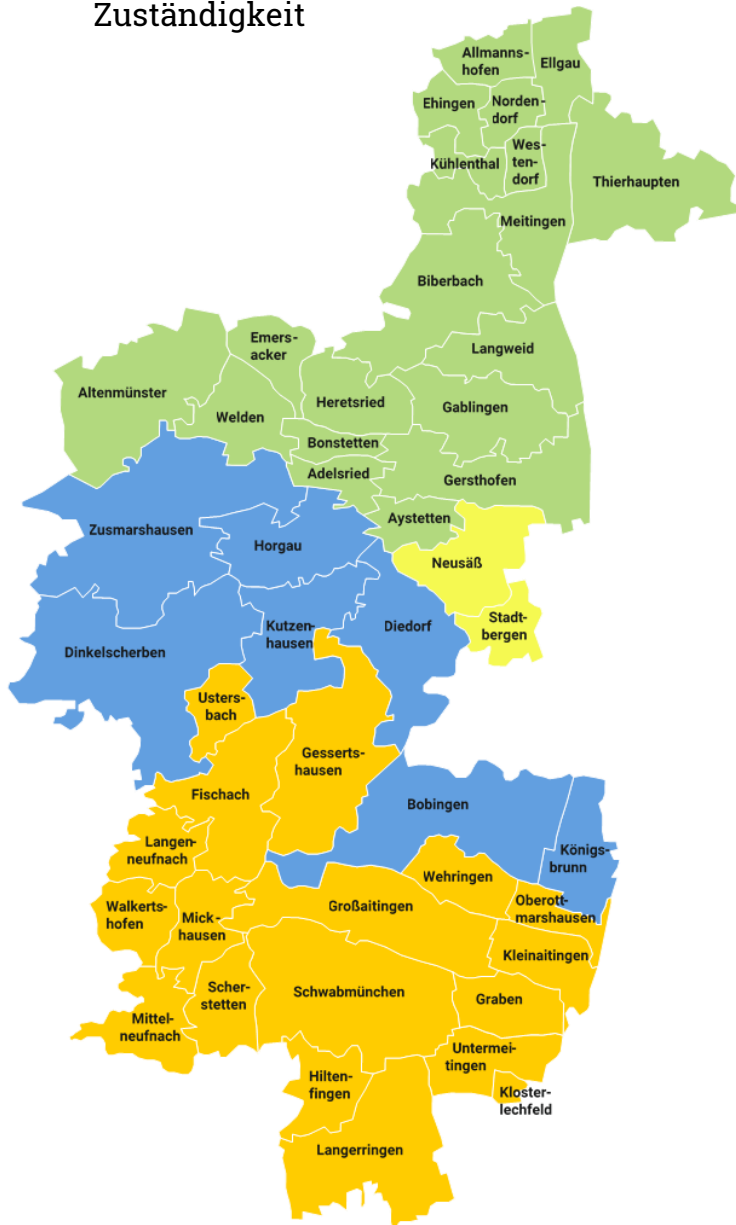 Zuständigkeit
Allmanns-
hofen
Ellgau
Ehingen
Norden-
dorf
Wes-
ten-
dorf
Kühlenthal
Thierhaupten
Meitingen
Biberbach
Emers-
acker
Langweid
Altenmünster
Heretsried
Gablingen
Welden
Bonstetten
Adelsried
Gersthofen
Aystetten
Zusmarshausen
Horgau
Neusäß
Kutzen-
hausen
Diedorf
Stadt-
bergen
Dinkelscherben
Usters-
bach
Gesserts-
hausen
Fischach
Bobingen
Langen-
neufnach
Königs-
brunn
Wehringen
Walkerts-
hofen
Mick-
hausen
Großaitingen
Oberott-
marshausen
Kleinaitingen
Scher-
stetten
Schwabmünchen
Graben
Mittel-
neufnach
Untermei-
tingen
Hilten-
fingen
Kloster-
lechfeld
Langerringen